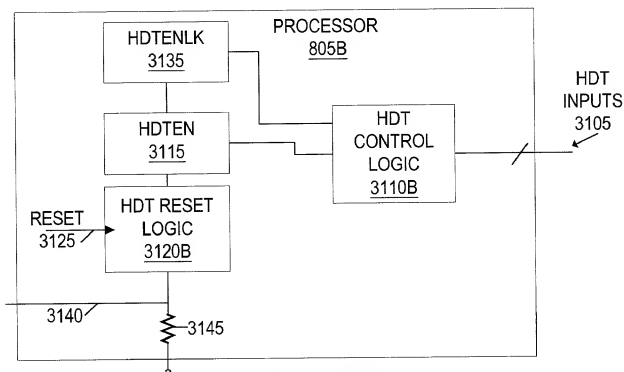 PROCESSOR
805B
HDTENLK
3135
HDT
INPUTS
3105
HDTEN
3115
HDT
CONTROL
LOGIC
3110B
RESET
3125
HDT RESET
LOGIC
3120B
3140
3145